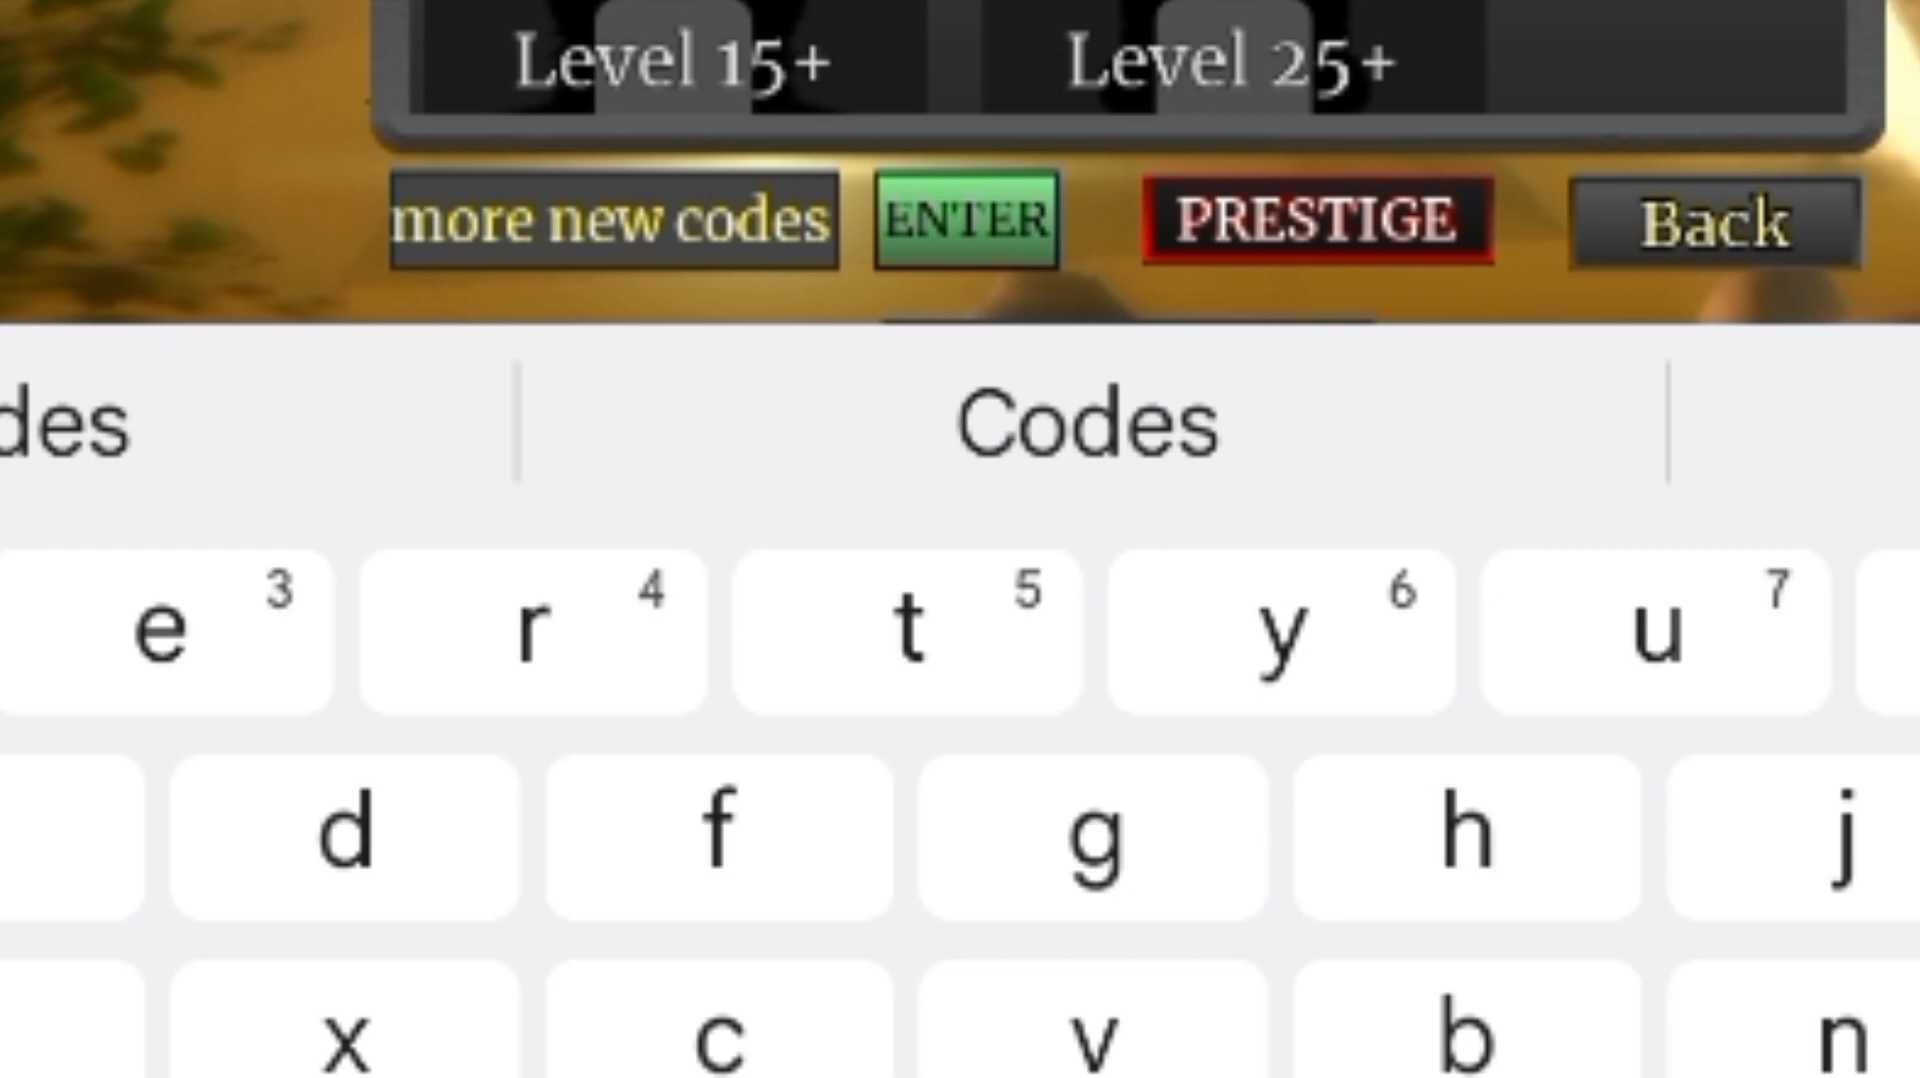 Level 15+ Level 25+
more new codes ENTER PRESTIGE Back
des Codes
e 3 r 4 t 5 y 6 u 7
d f g h j
x c v b n